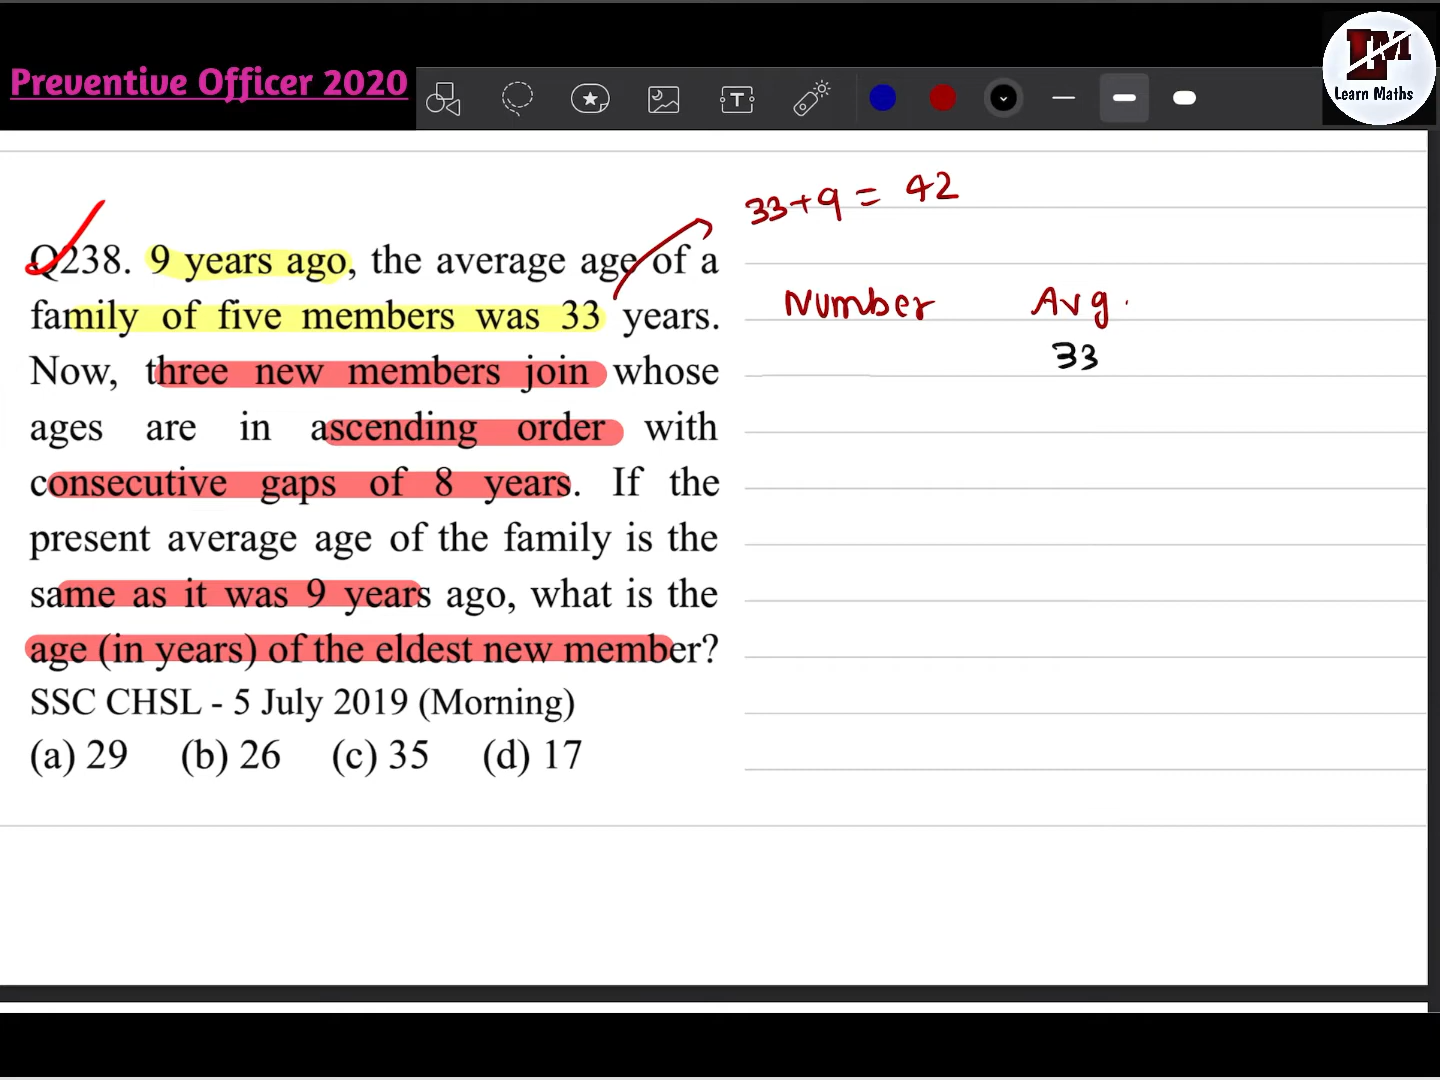 Preventive Officer 2020
T
LM
Learn Maths
33+9 = 42
Q238. 9 years ago, the average age of a
family of five members was 33 years.
Now, three new members join whose
ages are in ascending order with
consecutive gaps of 8 years. If the
present average age of the family is the
same as it was 9 years ago, what is the
age (in years) of the eldest new member?
SSC CHSL - 5 July 2019 (Morning)
(a) 29 (b) 26 (c) 35 (d) 17
Number Avg.
33